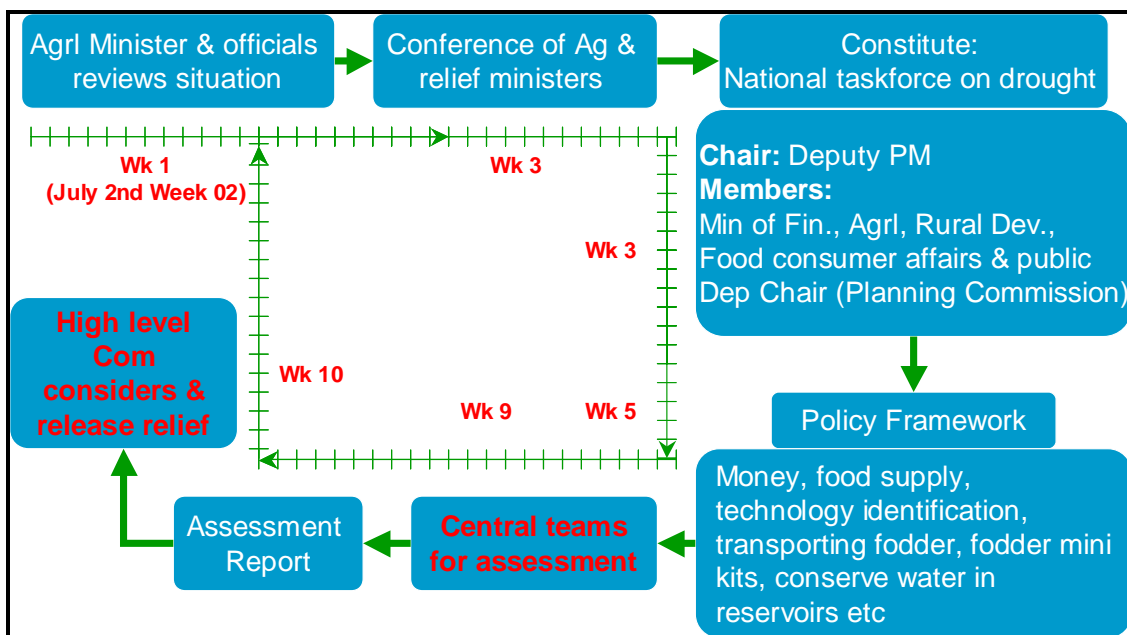 Agrl Minister & officials
reviews situation
Conference of Ag &
relief ministers
Constitute:
National taskforce on drought
Chair: Deputy PM
Members:
Min of Fin., Agrl, Rural Dev.,
Food consumer affairs & public
Dep Chair (Planning Commission)
Wk 1
(July 2nd Week 02)
Wk 3
Wk 3
Wk 5
Wk 9
Wk 10
Policy Framework
Money, food supply,
technology identification,
transporting fodder, fodder mini
kits, conserve water in
reservoirs etc
Central teams
for assessment
Assessment
Report
High level
Com
considers &
release relief